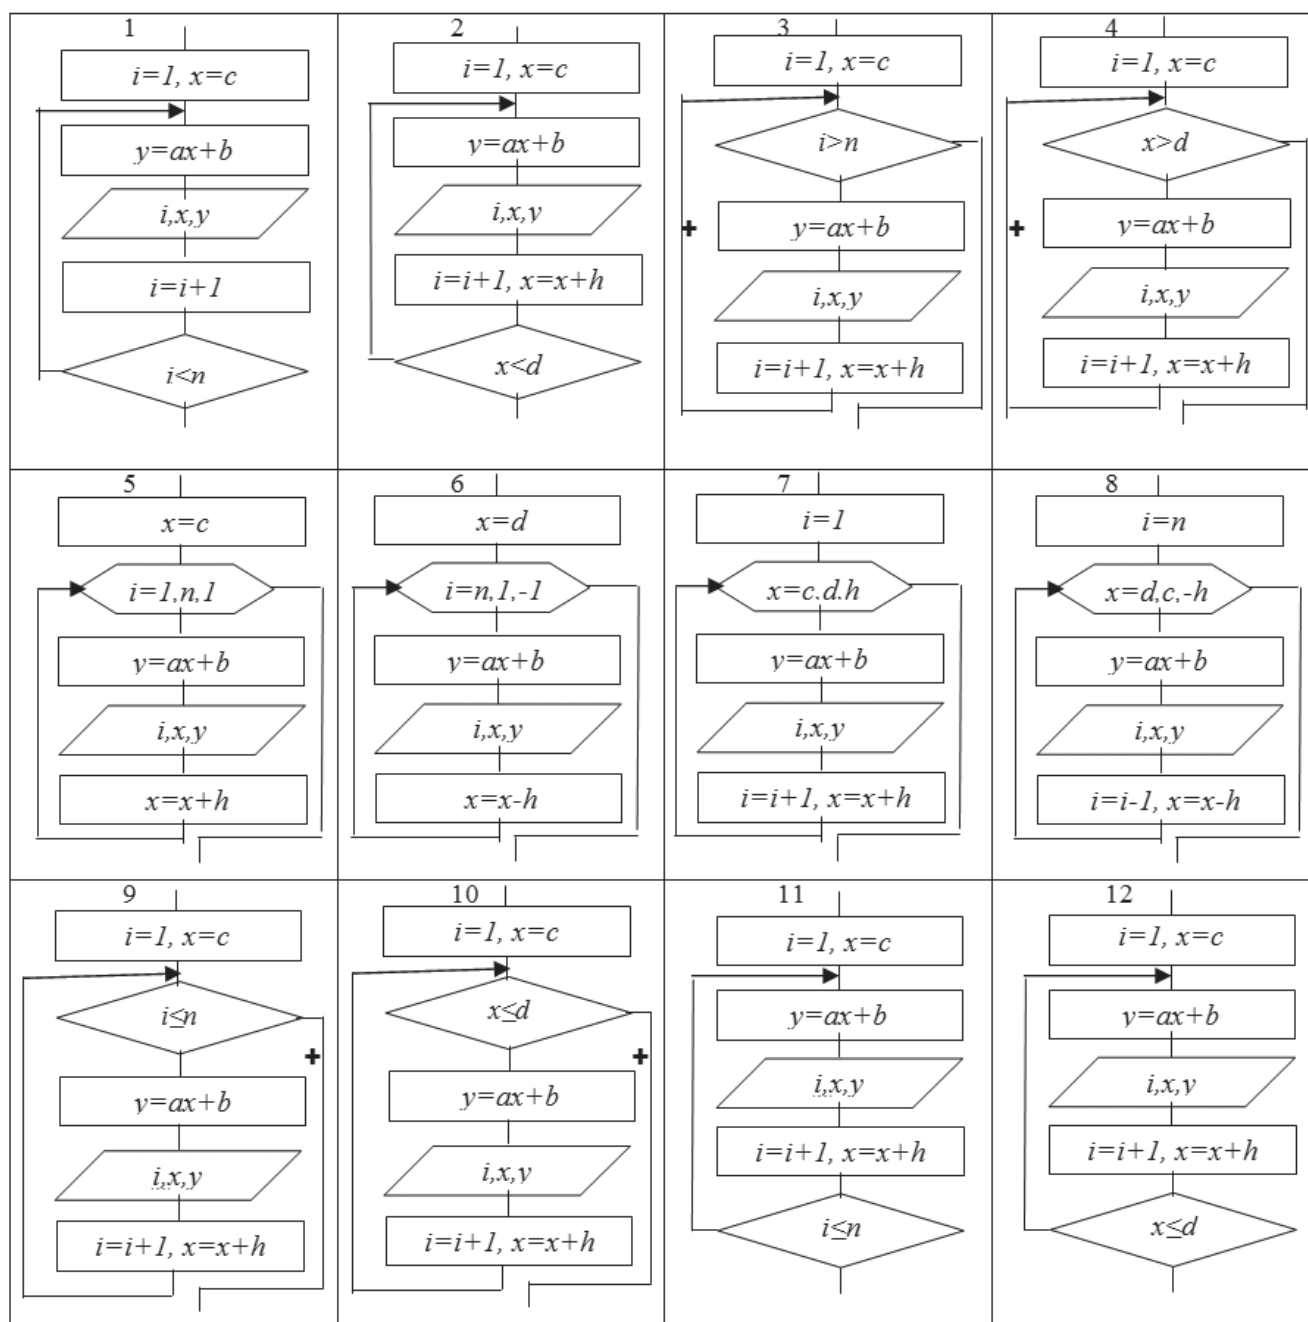 1
i=1, x=c
y=ax+b
i,x,y
i=i+1
i<n
2
i=1, x=c
y=ax+b
i,x,y
i=i+1, x=x+h
x<d
3
i=1, x=c
i>n
+
y=ax+b
i,x,y
i=i+1, x=x+h
4
i=1, x=c
x>d
+
y=ax+b
i,x,y
i=i+1, x=x+h
5
x=c
i=1,n,1
y=ax+b
i,x,y
x=x+h
6
x=d
i=n,1,-1
y=ax+b
i,x,y
x=x-h
7
i=1
x=c,d,h
y=ax+b
i,x,y
i=i+1, x=x+h
8
i=n
x=d,c,-h
y=ax+b
i,x,y
i=i-1, x=x-h
9
i=1, x=c
i≤n
+
y=ax+b
i,x,y
i=i+1, x=x+h
10
i=1, x=c
x≤d
+
y=ax+b
i,x,y
i=i+1, x=x+h
11
i=1, x=c
y=ax+b
i,x,y
i=i+1, x=x+h
i≤n
12
i=1, x=c
y=ax+b
i,x,y
i=i+1, x=x+h
x≤d